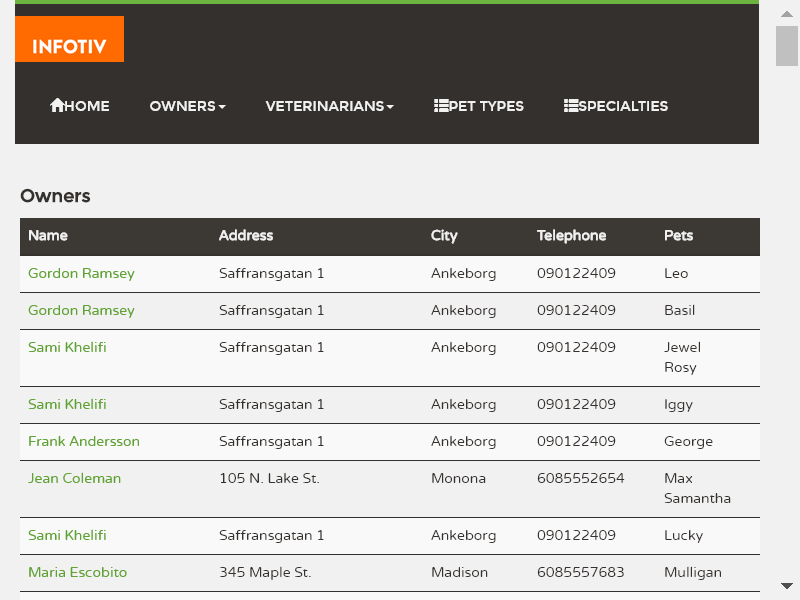 INFOTIV
HOME OWNERS VETERINARIANS PET TYPES SPECIALTIES
Owners
Name Address City Telephone Pets
Gordon Ramsey Saffransgatan 1 Ankeborg 090122409 Leo
Gordon Ramsey Saffransgatan 1 Ankeborg 090122409 Basil
Sami Khelifi Saffransgatan 1 Ankeborg 090122409 Jewel
Rosy
Sami Khelifi Saffransgatan 1 Ankeborg 090122409 Iggy
Frank Andersson Saffransgatan 1 Ankeborg 090122409 George
Jean Coleman 105 N. Lake St. Monona 6085552654 Max
Samantha
Sami Khelifi Saffransgatan 1 Ankeborg 090122409 Lucky
Maria Escobito 345 Maple St. Madison 6085557683 Mulligan